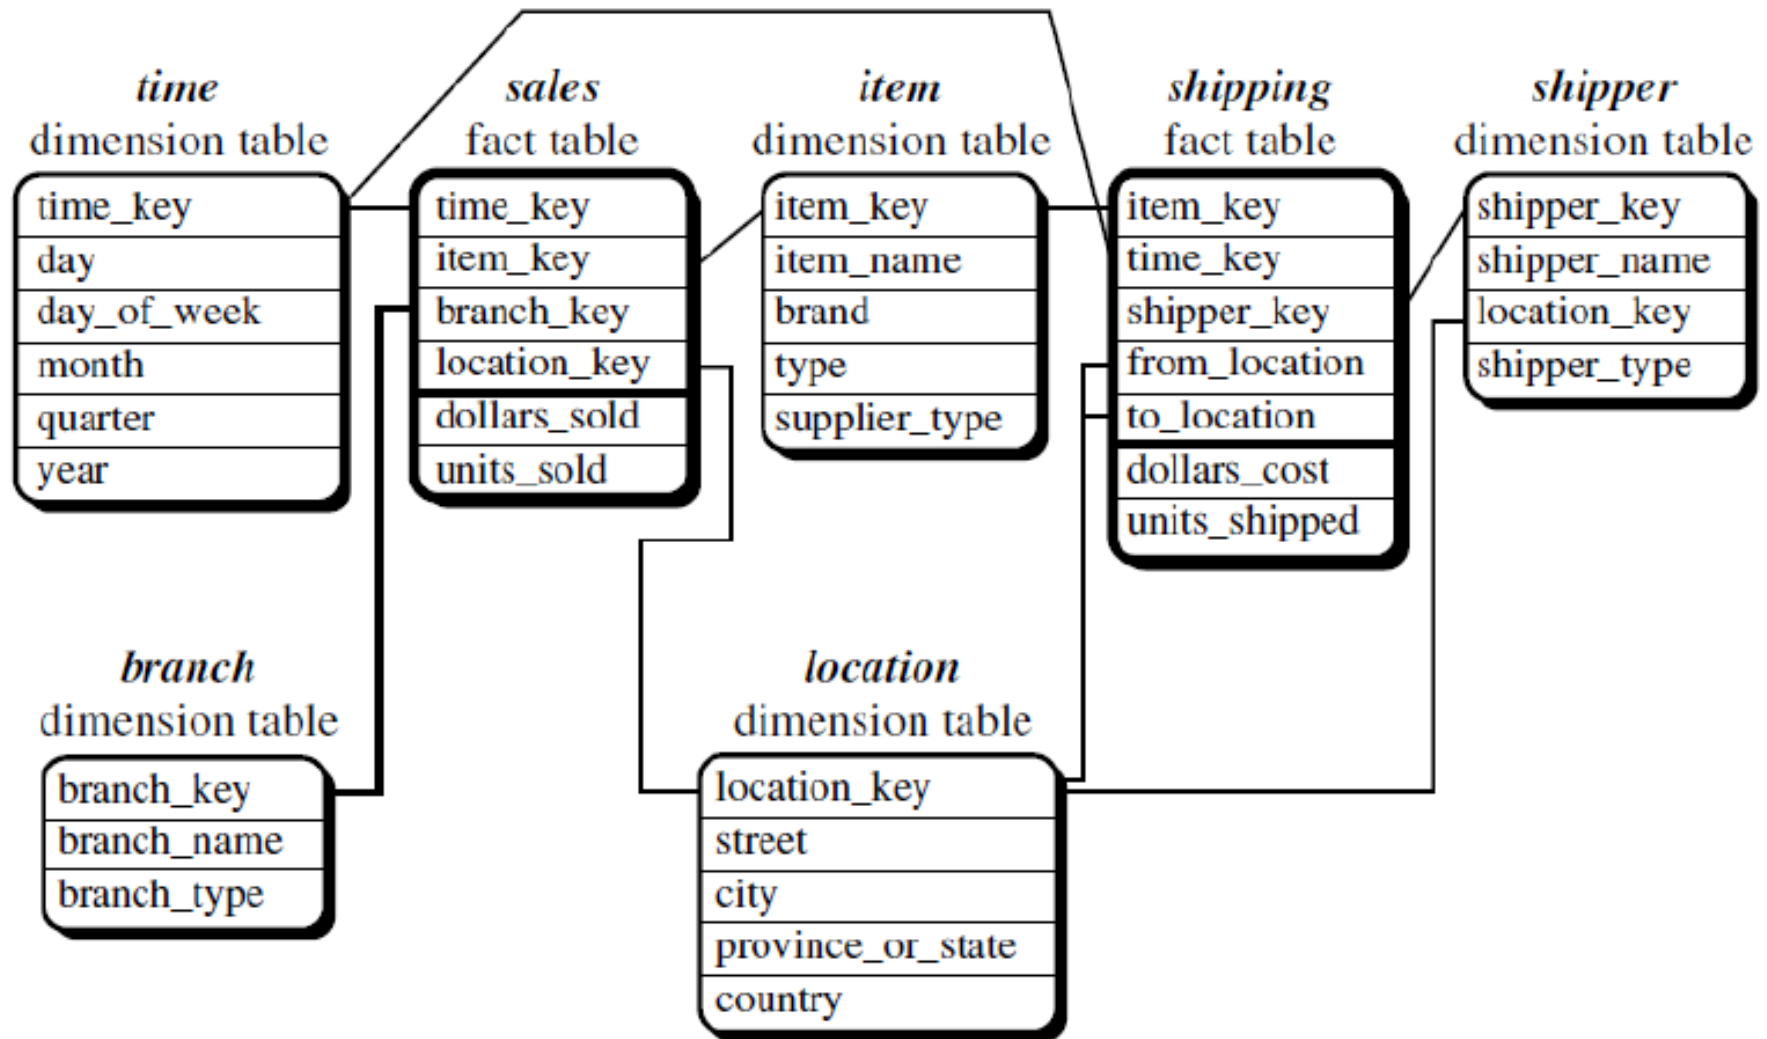 time
dimension table
time_key
day
day_of_week
month
quarter
year
sales
fact table
time_key
item_key
branch_key
location_key
dollars_sold
units_sold
item
dimension table
item_key
item_name
brand
type
supplier_type
shipping
fact table
item_key
time_key
shipper_key
from_location
to_location
dollars_cost
units_shipped
shipper
dimension table
shipper_key
shipper_name
location_key
shipper_type
branch
dimension table
branch_key
branch_name
branch_type
location
dimension table
location_key
street
city
province_or_state
country